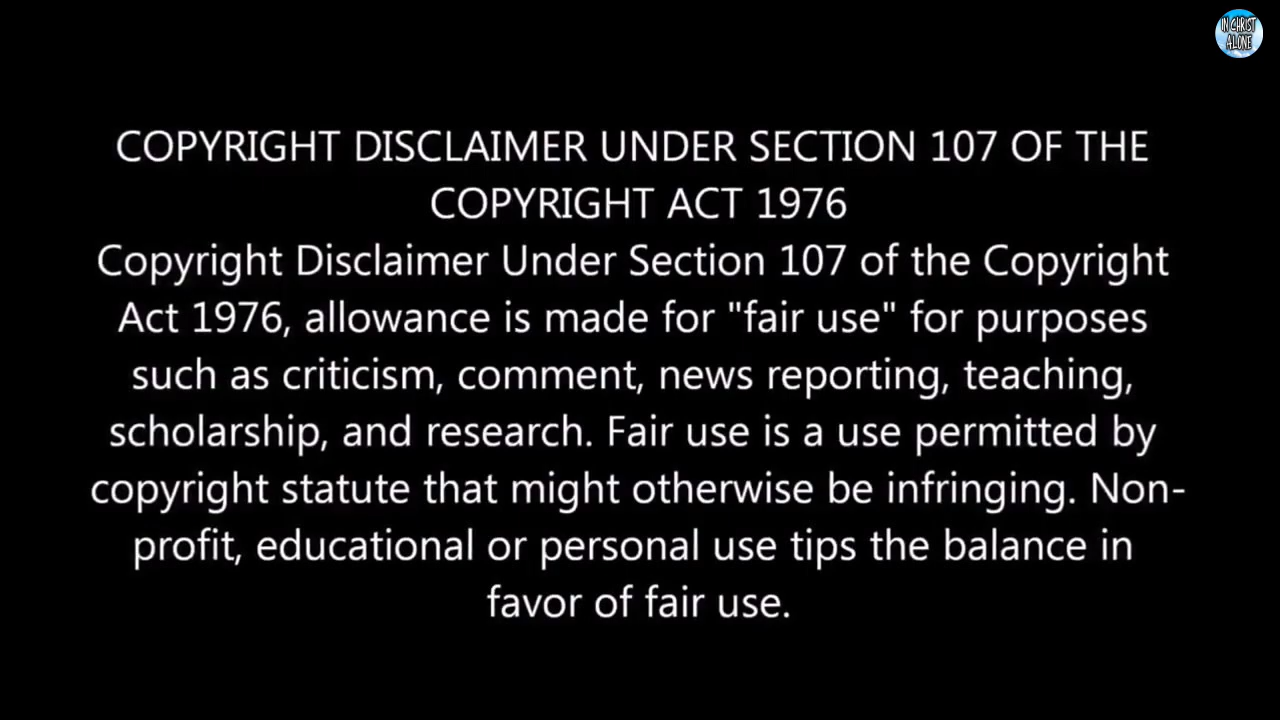 IN CHRIST
ALONE
COPYRIGHT DISCLAIMER UNDER SECTION 107 OF THE
COPYRIGHT ACT 1976
Copyright Disclaimer Under Section 107 of the Copyright
Act 1976, allowance is made for "fair use" for purposes
such as criticism, comment, news reporting, teaching,
scholarship, and research. Fair use is a use permitted by
copyright statute that might otherwise be infringing. Non-
profit, educational or personal use tips the balance in
favor of fair use.